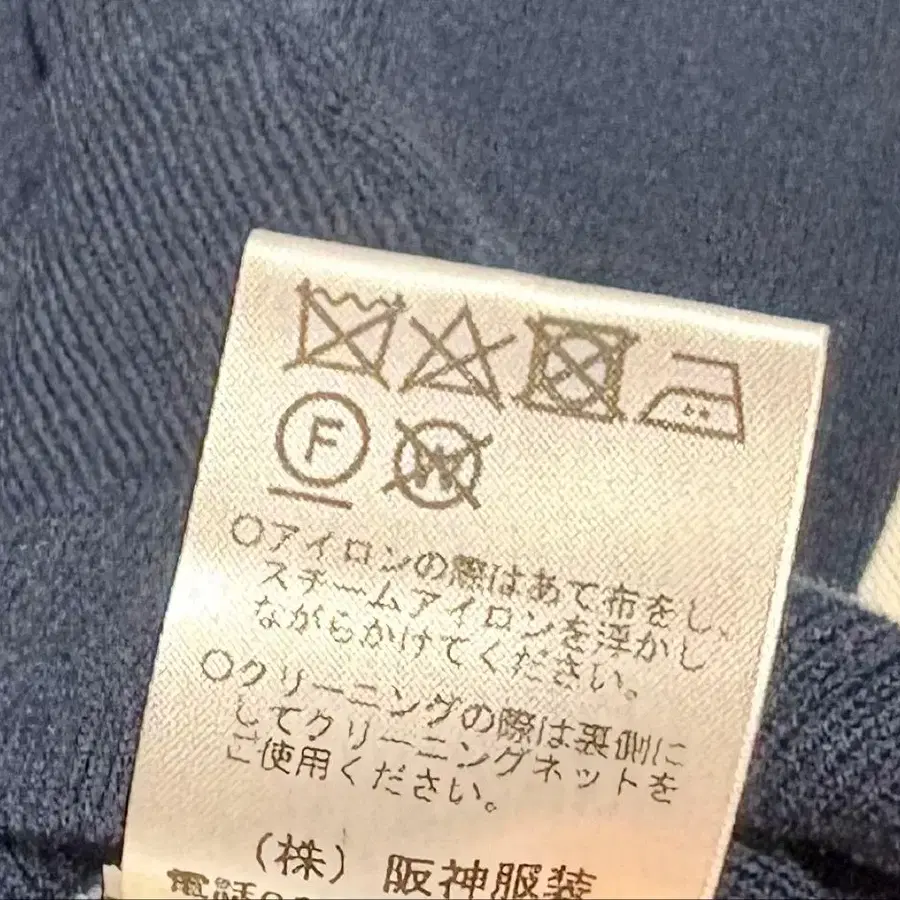 F W
○アイロンの際はあて布をし、
スチームアイロンを浮かし
ながらかけてください。
○クリーニングの際は裏側に
してクリーニングネットを
ご使用ください。
(株) 阪神服装
電話0